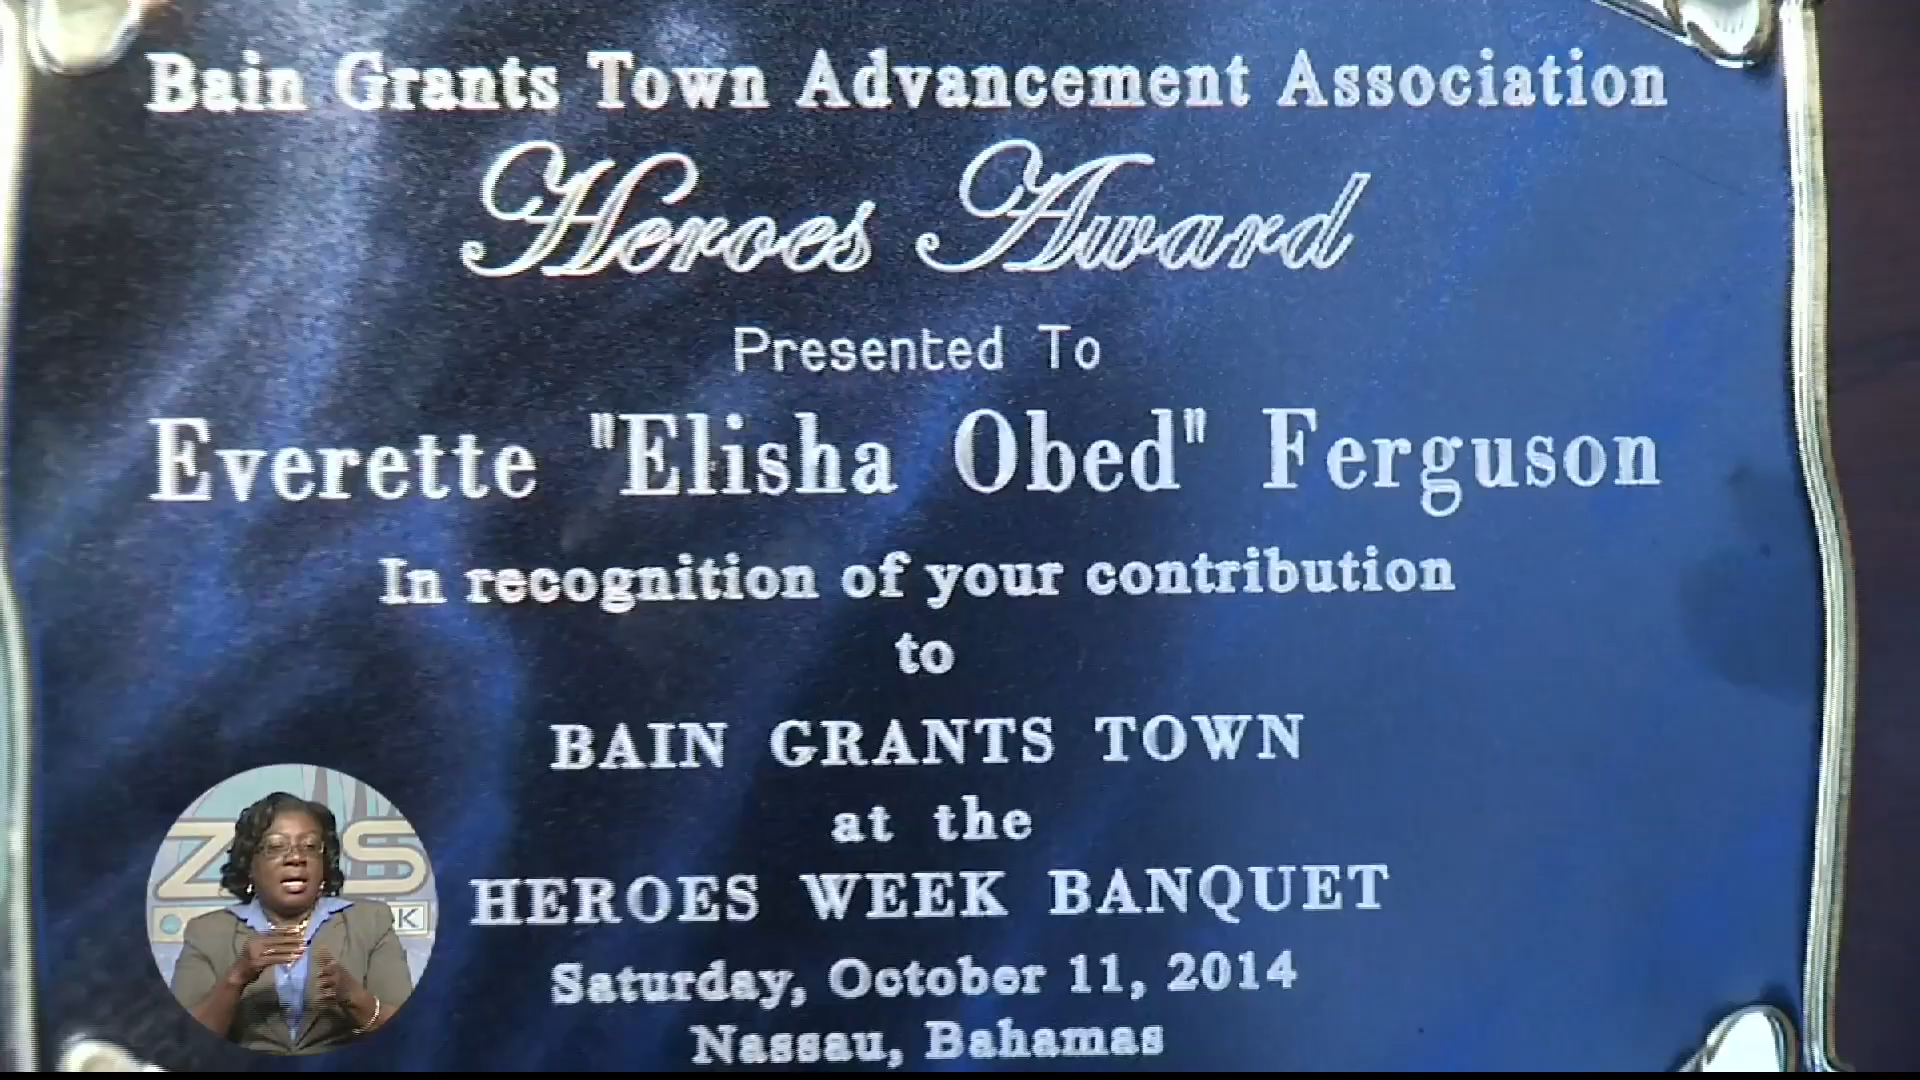 Bain Grants Town Advancement Association
Heroes Award
Presented To
Everette "Elisha Obed" Ferguson
In recognition of your contribution
to
BAIN GRANTS TOWN
at the
HEROES WEEK BANQUET
Saturday, October 11, 2014
Nassau, Bahamas